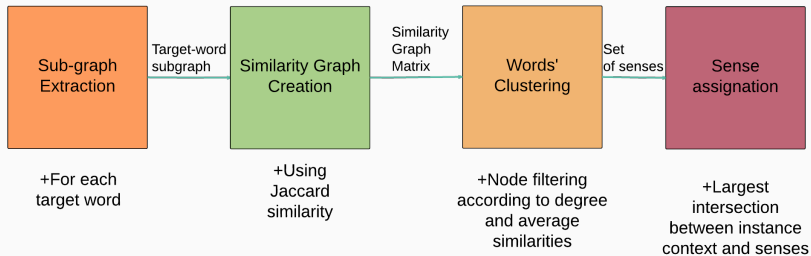 Sub-graph
Extraction
Target-word
subgraph
Similarity Graph
Creation
Similarity
Graph
Matrix
Words'
Clustering
Set
of senses
Sense
assignation
+For each
target word
+Using
Jaccard
similarity
+Node filtering
according to degree
and average
similarities
+Largest
intersection
between instance
context and senses